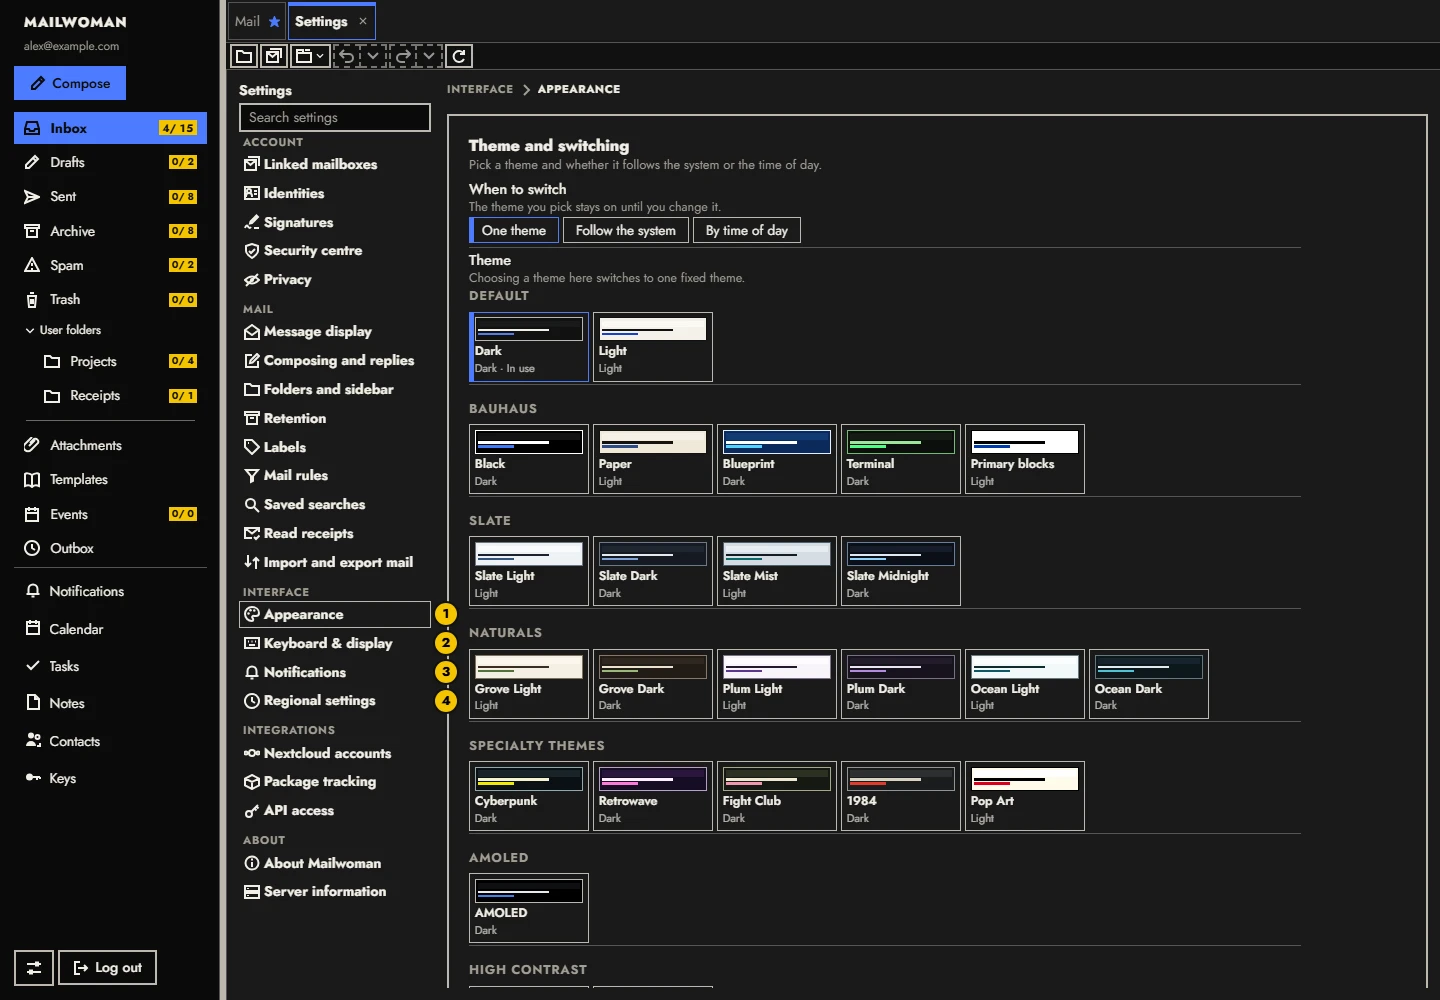 MAILWOMAN
alex@example.com
Compose
Inbox 4/ 15
Drafts 0/ 2
Sent 0/ 8
Archive 0/ 8
Spam 0/ 2
Trash 0/ 0
User folders
Projects 0/ 4
Receipts 0/ 1
Attachments
Templates
Events 0/ 0
Outbox
Notifications
Calendar
Tasks
Notes
Contacts
Keys
Log out
Mail
Settings ×
Settings
Search settings
ACCOUNT
Linked mailboxes
Identities
Signatures
Security centre
Privacy
MAIL
Message display
Composing and replies
Folders and sidebar
Retention
Labels
Mail rules
Saved searches
Read receipts
Import and export mail
INTERFACE
Appearance 1
Keyboard & display 2
Notifications 3
Regional settings 4
INTEGRATIONS
Nextcloud accounts
Package tracking
API access
ABOUT
About Mailwoman
Server information
INTERFACE APPEARANCE
Theme and switching
Pick a theme and whether it follows the system or the time of day.
When to switch
The theme you pick stays on until you change it.
One theme Follow the system By time of day
Theme
Choosing a theme here switches to one fixed theme.
DEFAULT
Dark Light
Dark · In use Light
BAUHAUS
Black Paper Blueprint Terminal Primary blocks
Dark Light Dark Dark Light
SLATE
Slate Light Slate Dark Slate Mist Slate Midnight
Light Dark Light Dark
NATURALS
Grove Light Grove Dark Plum Light Plum Dark Ocean Light Ocean Dark
Light Dark Light Dark Light Dark
SPECIALTY THEMES
Cyberpunk Retrowave Fight Club 1984 Pop Art
Dark Dark Dark Dark Light
AMOLED
AMOLED
Dark
HIGH CONTRAST